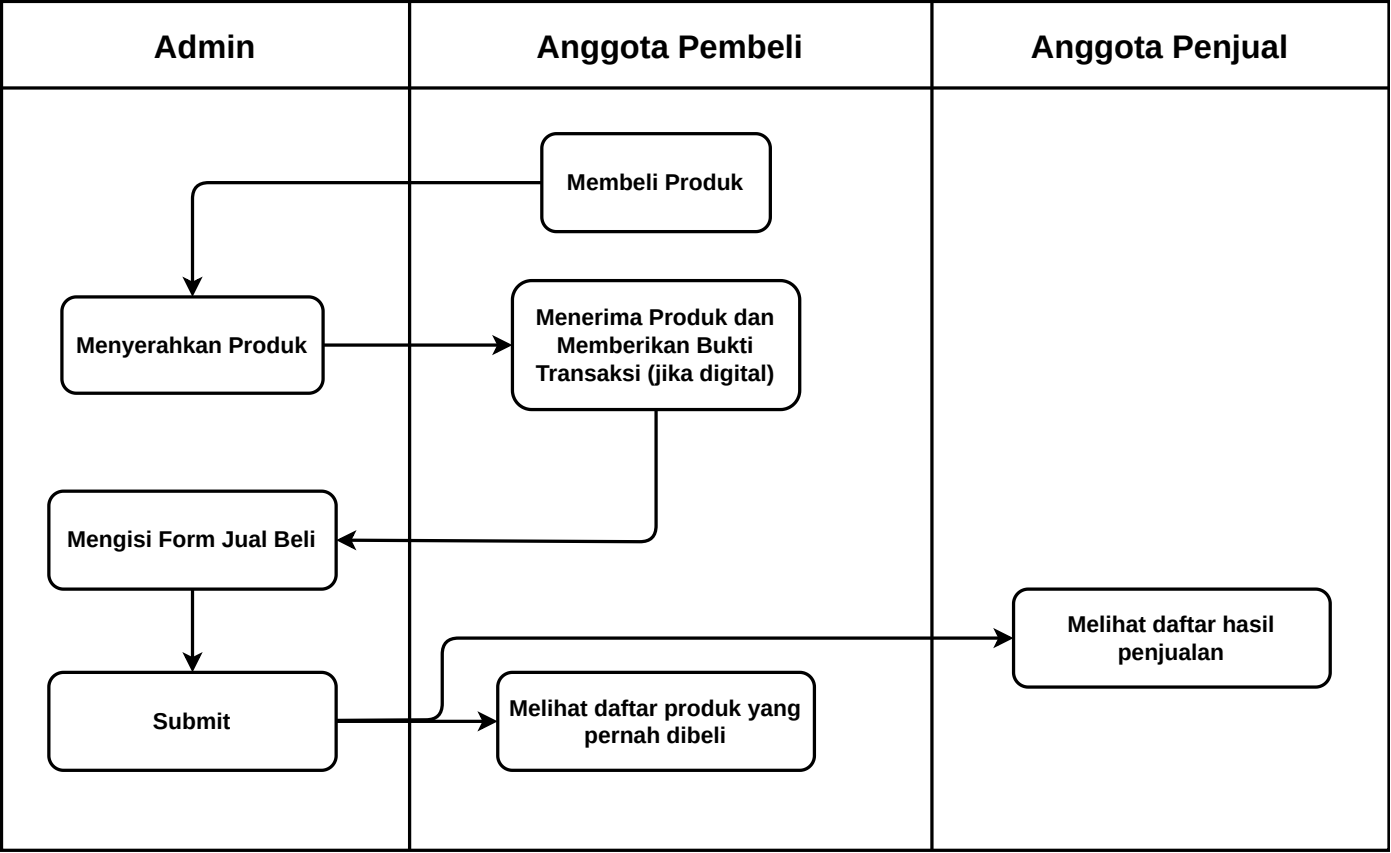 Admin
Anggota Pembeli
Anggota Penjual
Membeli Produk
Menyerahkan Produk
Menerima Produk dan
Memberikan Bukti
Transaksi (jika digital)
Mengisi Form Jual Beli
Submit
Melihat daftar produk yang
pernah dibeli
Melihat daftar hasil
penjualan